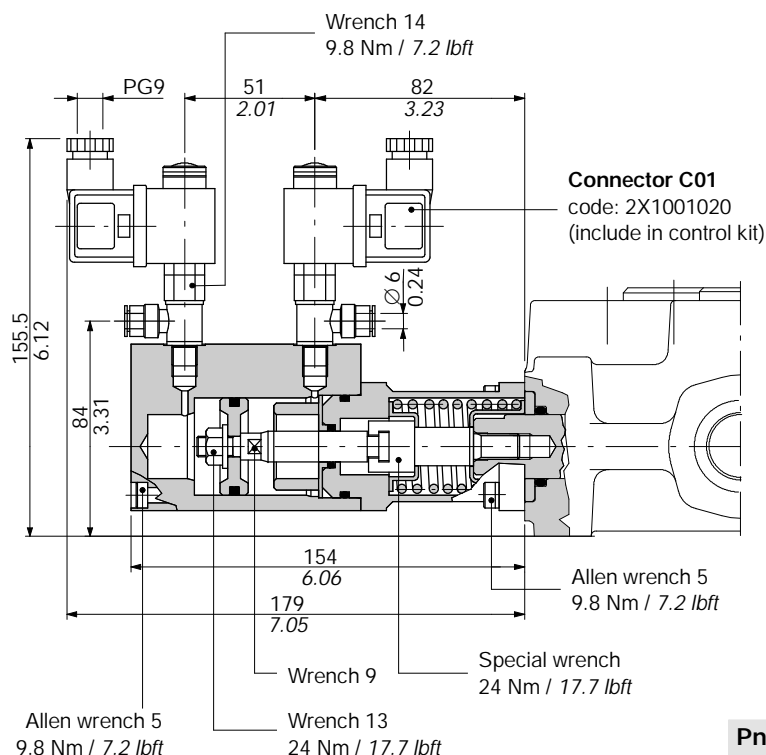 Wrench 14
9.8 Nm / 7.2 lbft
PG9
51
2.01
82
3.23
Connector C01
code: 2X1001020
(include in control kit)
Ø 6
0.24
155.5
6.12
84
3.31
154
6.06
179
7.05
Allen wrench 5
9.8 Nm / 7.2 lbft
Special wrench
24 Nm / 17.7 lbft
Wrench 9
Allen wrench 5
9.8 Nm / 7.2 lbft
Wrench 13
24 Nm / 17.7 lbft
Pn